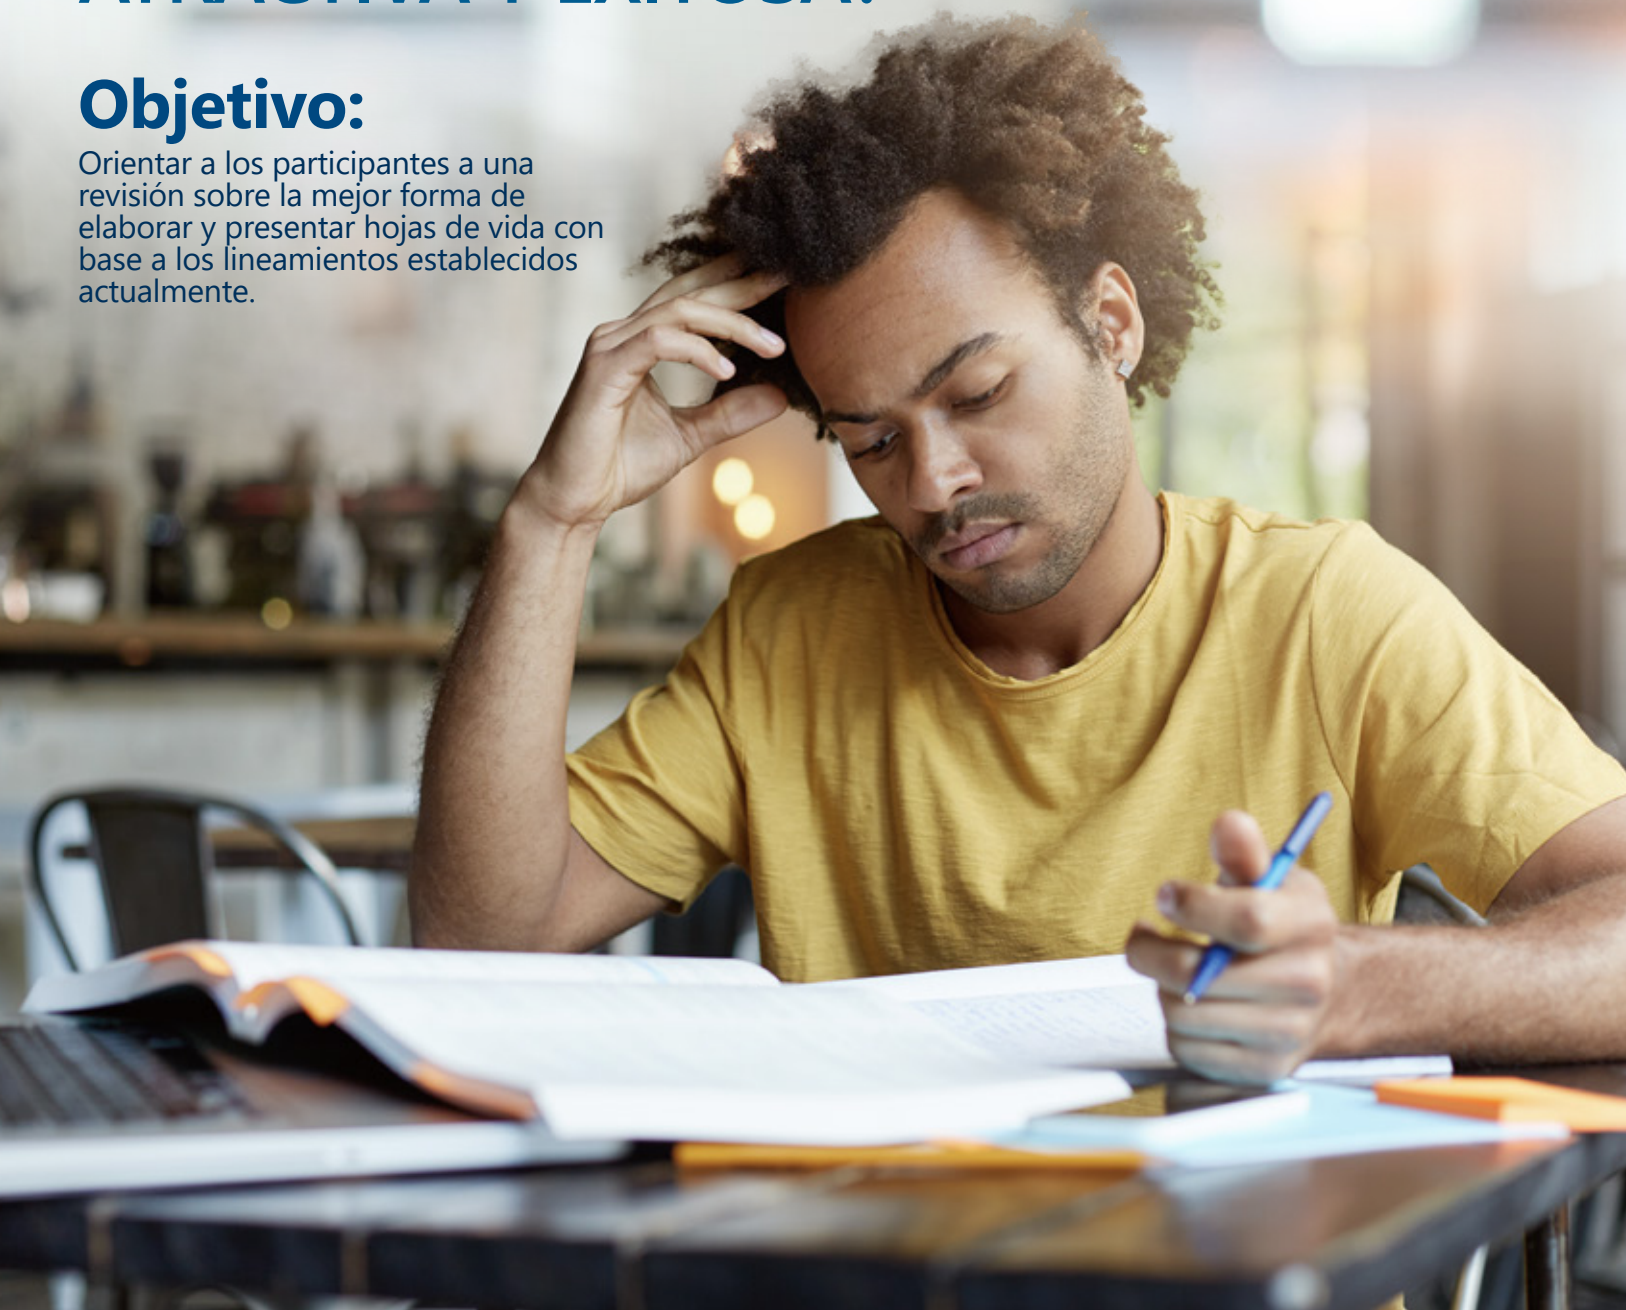 Objetivo:
Orientar a los participantes a una
revisión sobre la mejor forma de
elaborar y presentar hojas de vida con
base a los lineamientos establecidos
actualmente.